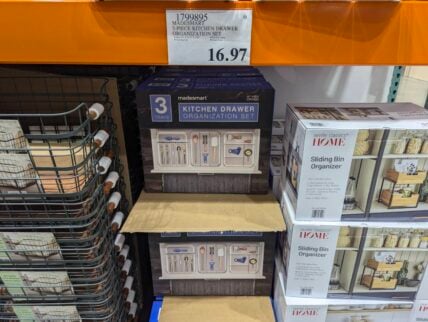 1799895
MADESMART
3-PIECE KITCHEN DRAWER
ORGANIZATION SET
16.97
3
madesmart
KITCHEN DRAWER
ORGANIZATION SET
HOME
Sliding Bin
Organizer
HOME
Sliding Bin
Organizer
HOME